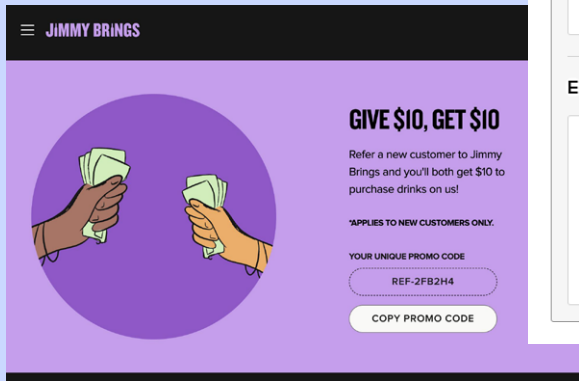 JIMMY BRINGS
GIVE $10, GET $10
Refer a new customer to Jimmy
Brings and you'll both get $10 to
purchase drinks on us!
*APPLIES TO NEW CUSTOMERS ONLY.
YOUR UNIQUE PROMO CODE
REF-2FB2H4
COPY PROMO CODE
E